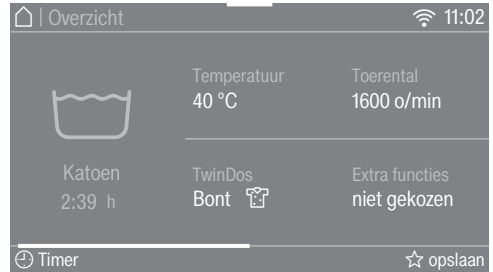 Overzicht 11:02
Temperatuur
40 °C
Toerental
1600 o/min
Katoen
2:39 h
TwinDos
Bont
Extra functies
niet gekozen
Timer
opslaan